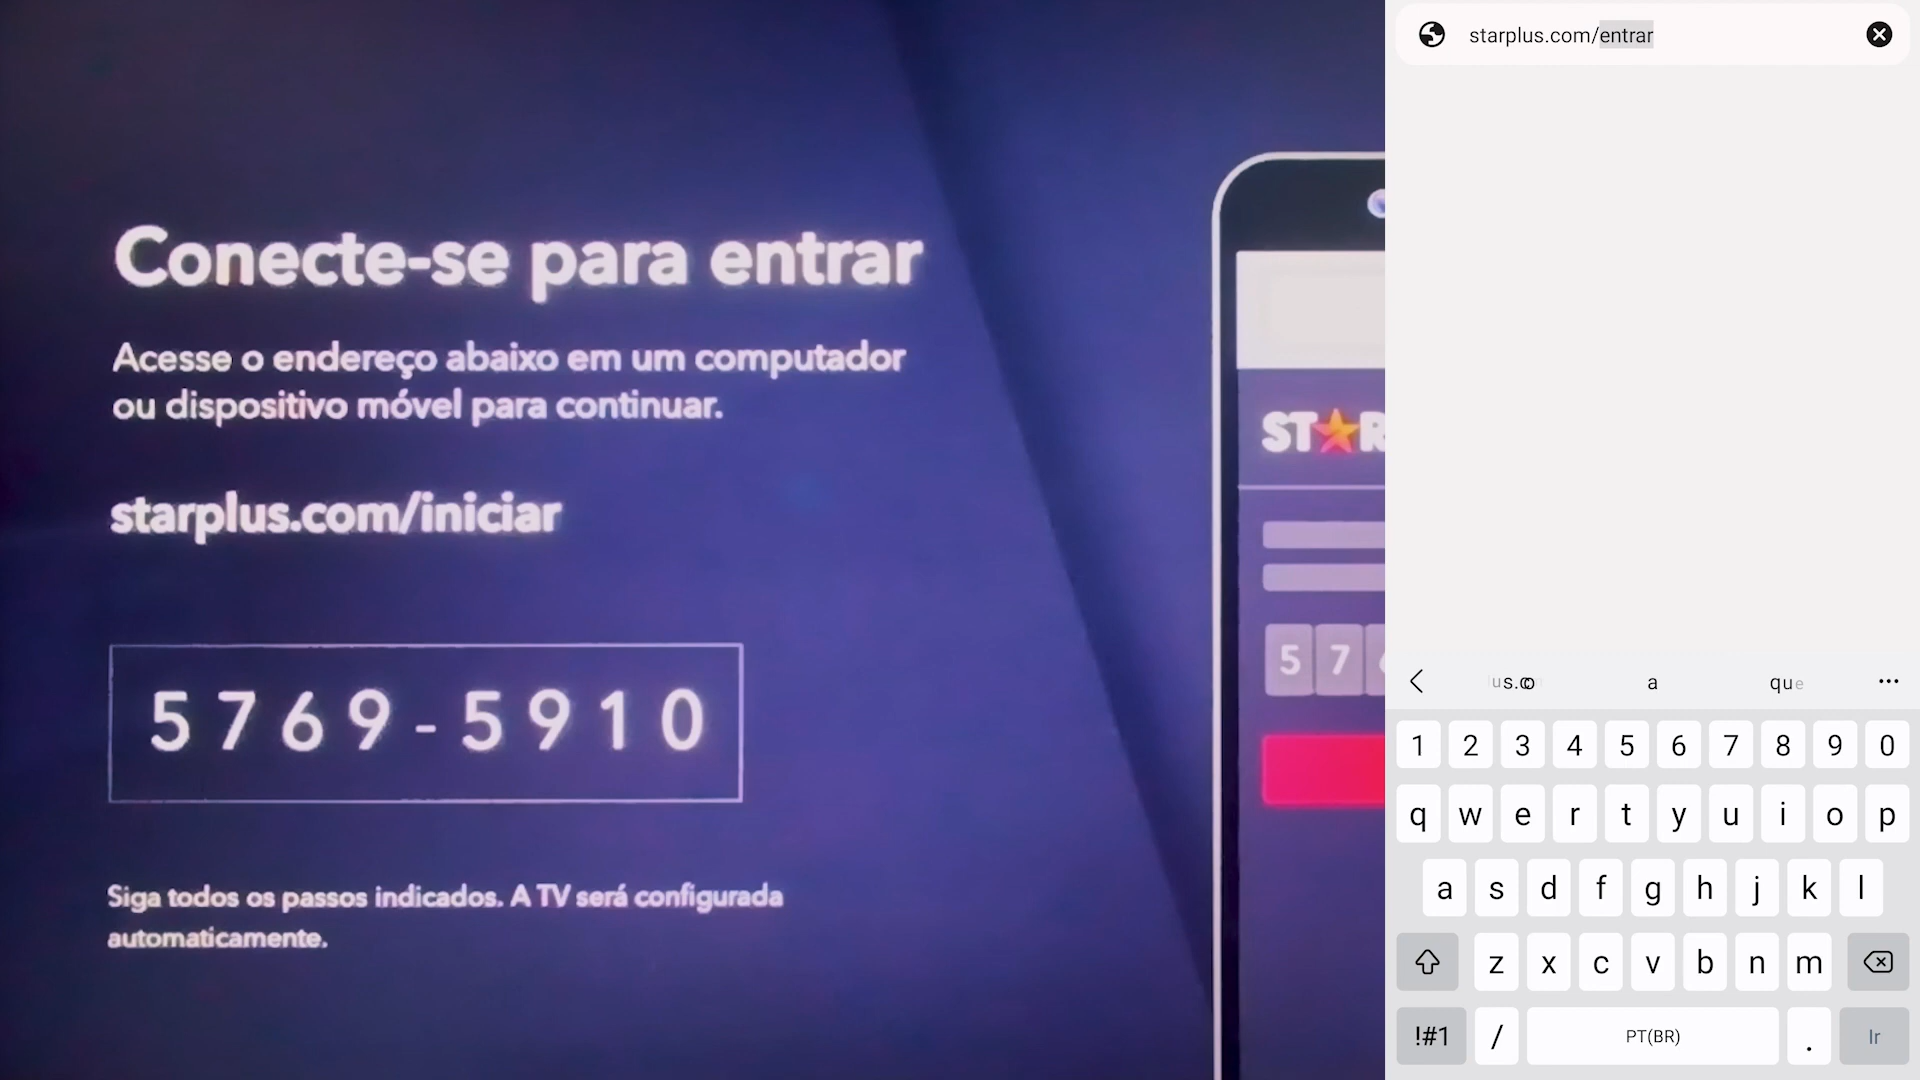 Conecte-se para entrar
Acesse o endereço abaixo em um computador
ou dispositivo móvel para continuar.
starplus.com/iniciar
5769-5910
Siga todos os passos indicados. A TV será configurada
automaticamente.
ST★R
5 7
starplus.com/entrar
a que
1 2 3 4 5 6 7 8 9 0
q w e r t y u i o p
a s d f g h j k l
z x c v b n m
!#1 / PT(BR) . Ir